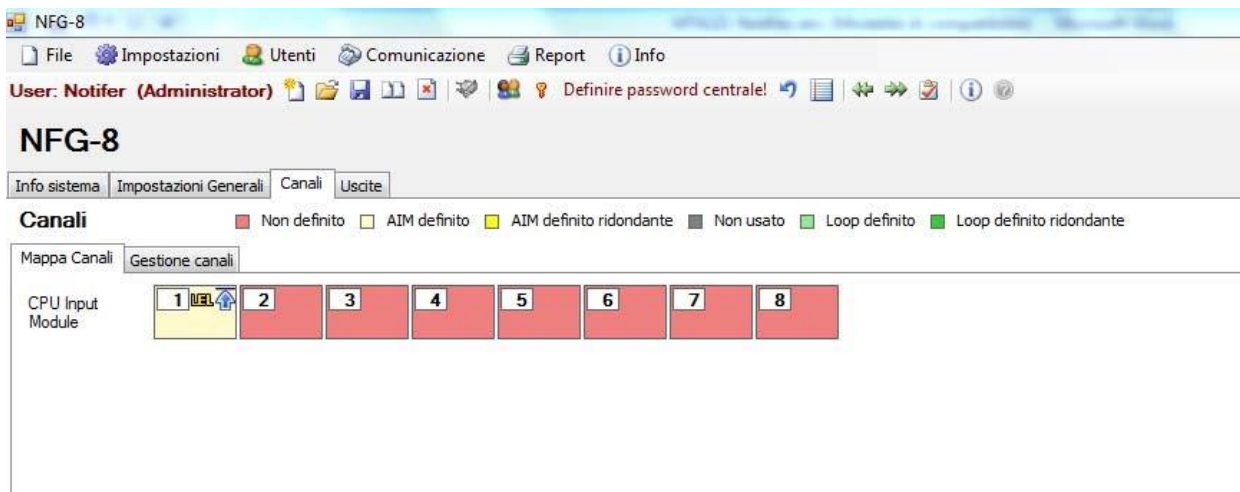 NFG-8
File Impostazioni Utenti Comunicazione Report Info
User: Notifer (Administrator) Definire password centrale!
NFG-8
Info sistema Impostazioni Generali Canali Uscite
Canali Non definito AIM definito AIM definito ridondante Non usato Loop definito Loop definito ridondante
Mappa Canali Gestione canali
CPU Input Module 1 UEL 2 3 4 5 6 7 8